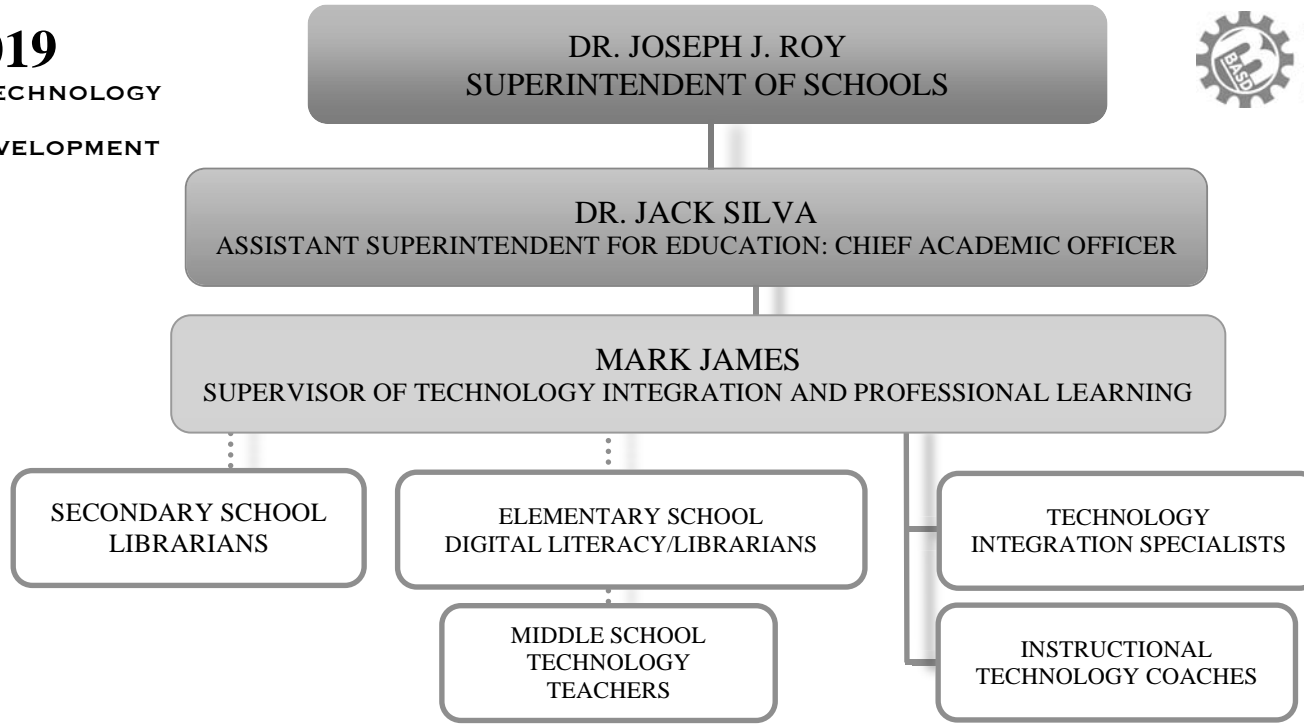 019
ECHNOLOGY
VELOPMENT
DR. JOSEPH J. ROY
SUPERINTENDENT OF SCHOOLS
BASD
DR. JACK SILVA
ASSISTANT SUPERINTENDENT FOR EDUCATION: CHIEF ACADEMIC OFFICER
MARK JAMES
SUPERVISOR OF TECHNOLOGY INTEGRATION AND PROFESSIONAL LEARNING
SECONDARY SCHOOL
LIBRARIANS
ELEMENTARY SCHOOL
DIGITAL LITERACY/LIBRARIANS
MIDDLE SCHOOL
TECHNOLOGY
TEACHERS
TECHNOLOGY
INTEGRATION SPECIALISTS
INSTRUCTIONAL
TECHNOLOGY COACHES